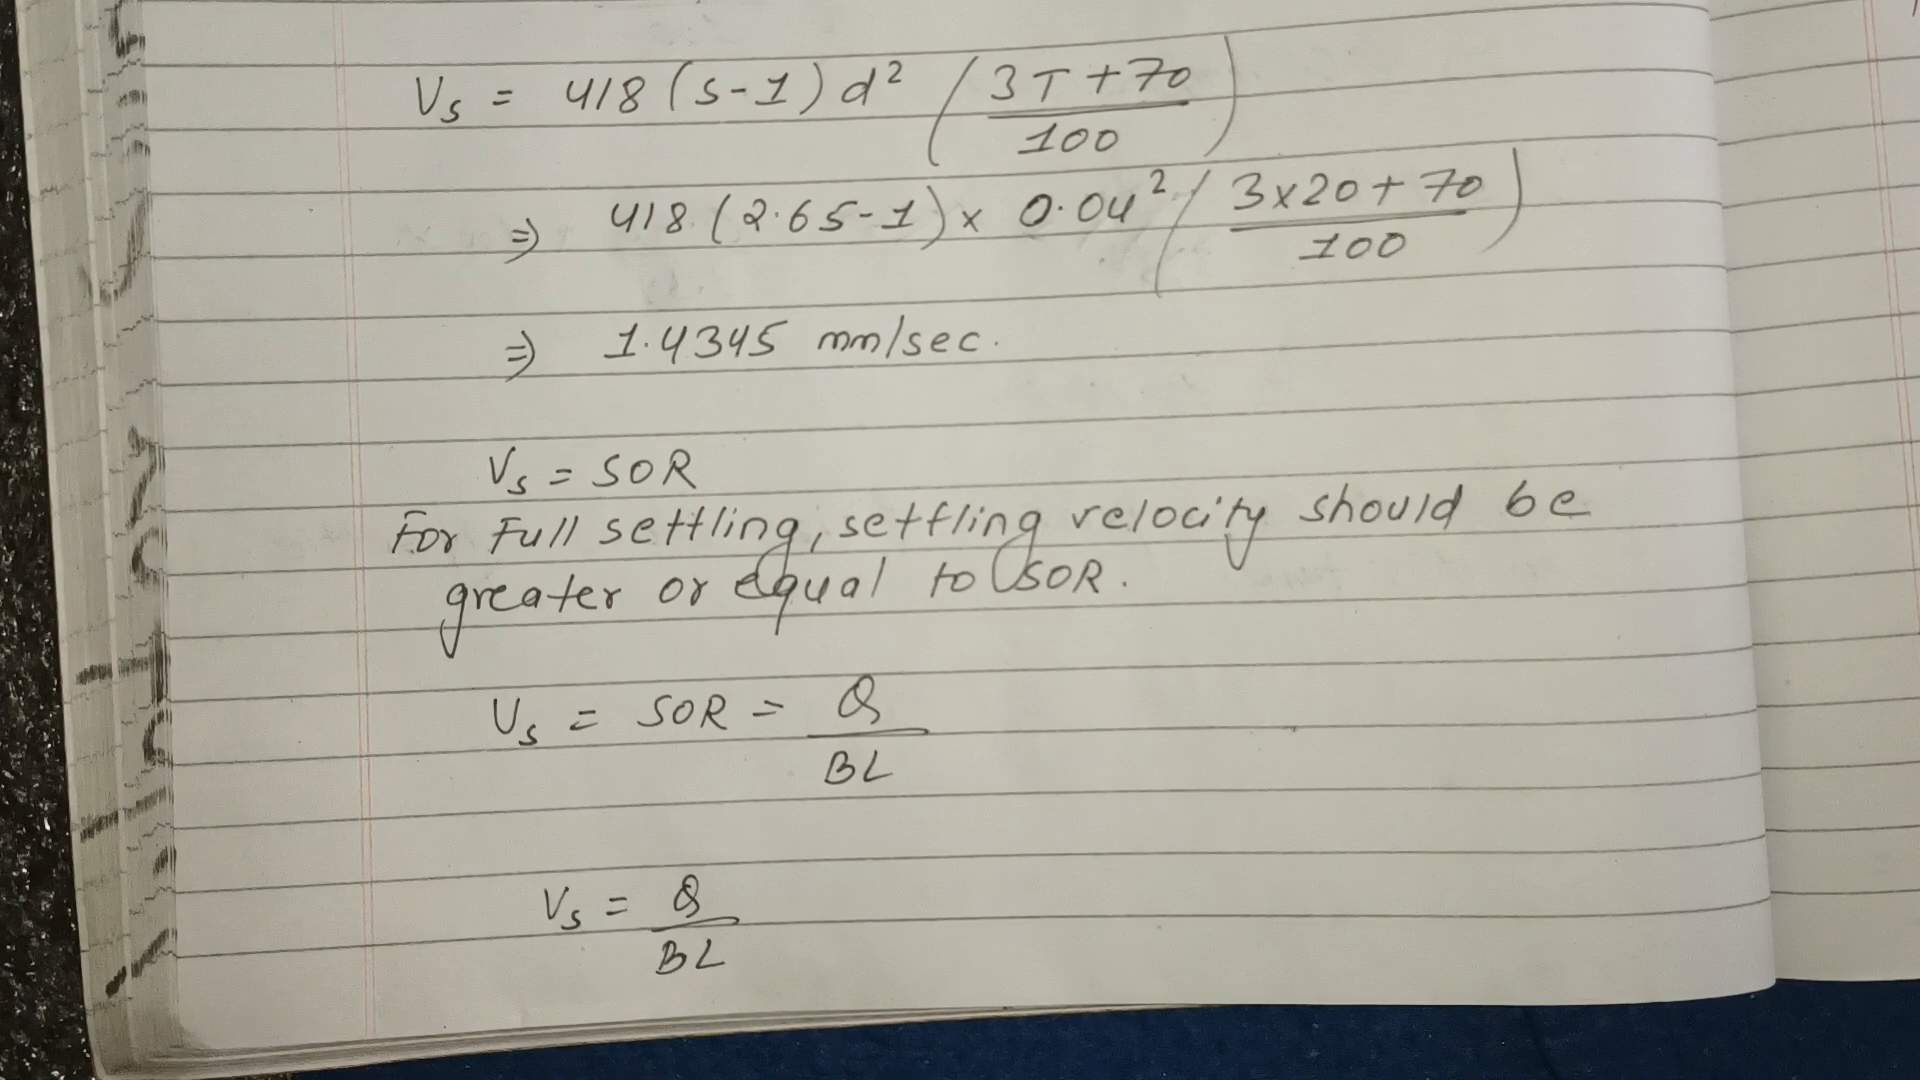 Vs = 418 (s-1) d² (3T+70 / 100)
⇒ 418 (2.65-1) × 0.04² (3×20+70 / 100)
⇒ 1.4345 mm/sec.
Vs = SOR
For Full settling, settling velocity should be
greater or equal to SOR.
Vs = SOR = Q / BL
Vs = Q / BL